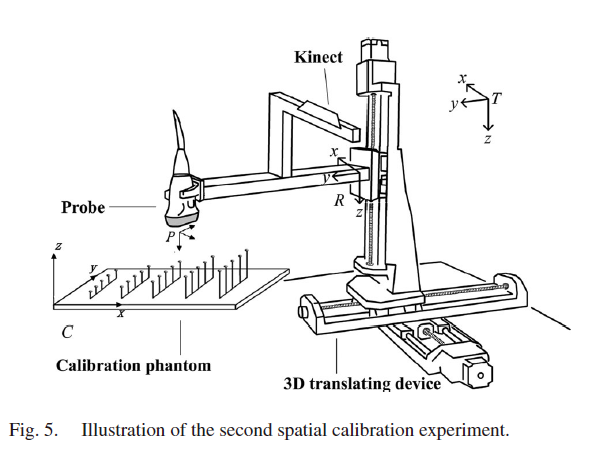 Kinect
x
y
T
z
x
y
R
z
Probe
P
z
y
x
C
Calibration phantom
3D translating device
Fig. 5. Illustration of the second spatial calibration experiment.